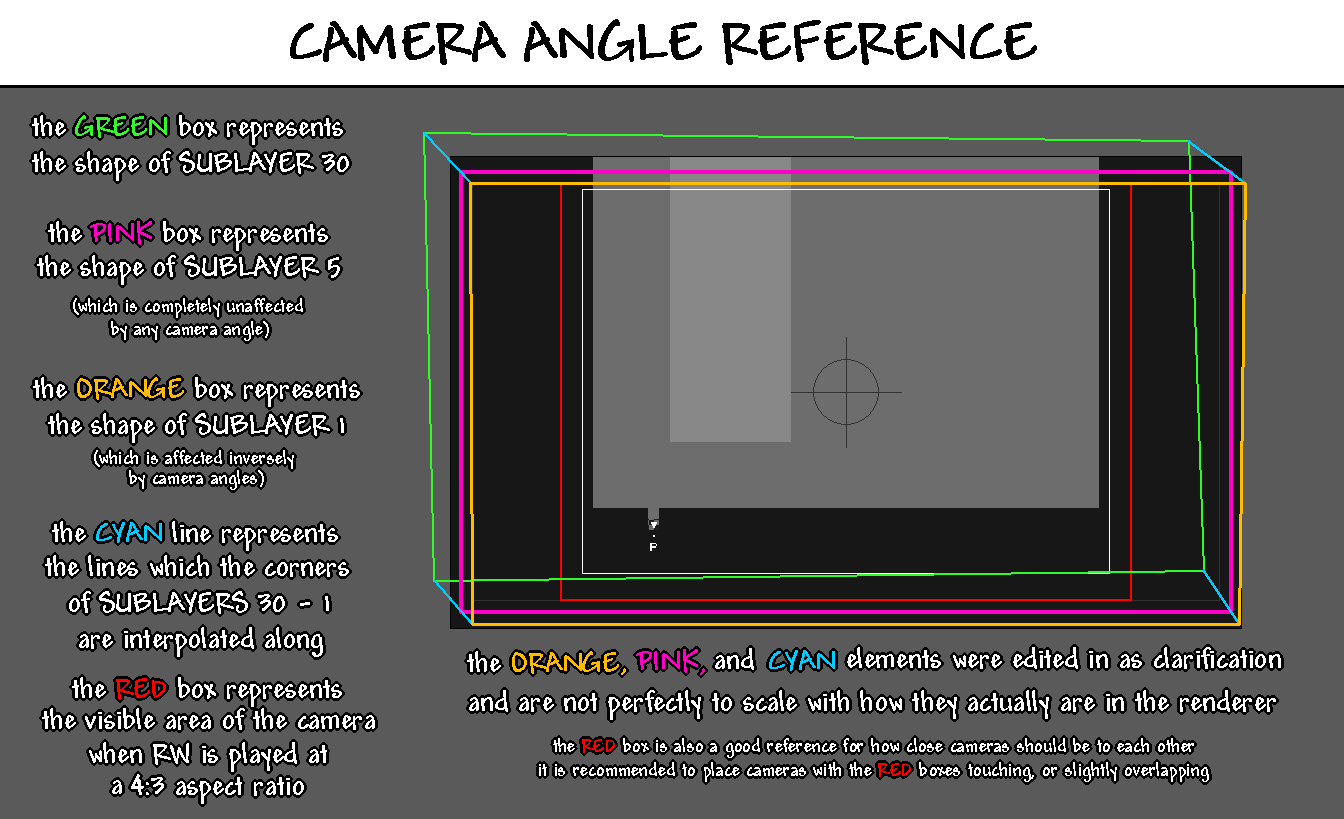 CAMERA ANGLE REFERENCE
the GREEN box represents
the shape of SUBLAYER 30
the PINK box represents
the shape of SUBLAYER 5
(which is completely unaffected
by any camera angle)
the ORANGE box represents
the shape of SUBLAYER 1
(which is affected inversely
by camera angles)
the CYAN line represents
the lines which the corners
of SUBLAYERS 30 - 1
are interpolated along
the RED box represents
the visible area of the camera
when RW is played at
a 4:3 aspect ratio
P
the ORANGE, PINK, and CYAN elements were edited in as clarification
and are not perfectly to scale with how they actually are in the renderer
the RED box is also a good reference for how close cameras should be to each other
it is recommended to place cameras with the RED boxes touching, or slightly overlapping